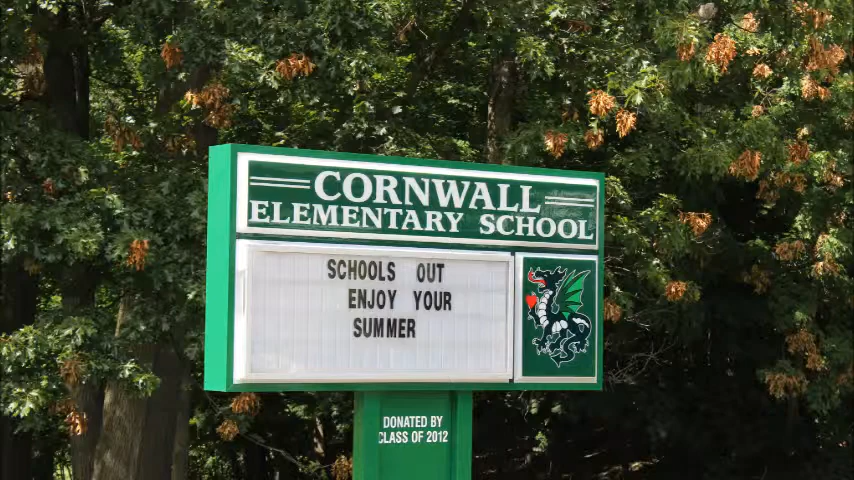 CORNWALL
ELEMENTARY SCHOOL
SCHOOLS OUT
ENJOY YOUR
SUMMER
DONATED BY
CLASS OF 2012